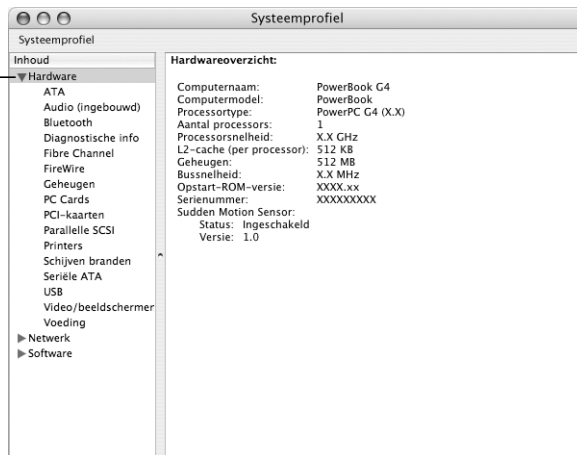 Systeemprofiel
Systeemprofiel
Inhoud
Hardware
ATA
Audio (ingebouwd)
Bluetooth
Diagnostische info
Fibre Channel
FireWire
Geheugen
PC Cards
PCI-kaarten
Parallelle SCSI
Printers
Schijven branden
Seriële ATA
USB
Video/beeldschermer
Voeding
Netwerk
Software
Hardwareoverzicht:
Computernaam: PowerBook G4
Computermodel: PowerBook
Processortype: PowerPC G4 (X.X)
Aantal processors: 1
Processorsnelheid: X.X GHz
L2-cache (per processor): 512 KB
Geheugen: 512 MB
Bussnelheid: X.X MHz
Opstart-ROM-versie: XXXX.xx
Serienummer: XXXXXXXXX
Sudden Motion Sensor:
Status: Ingeschakeld
Versie: 1.0